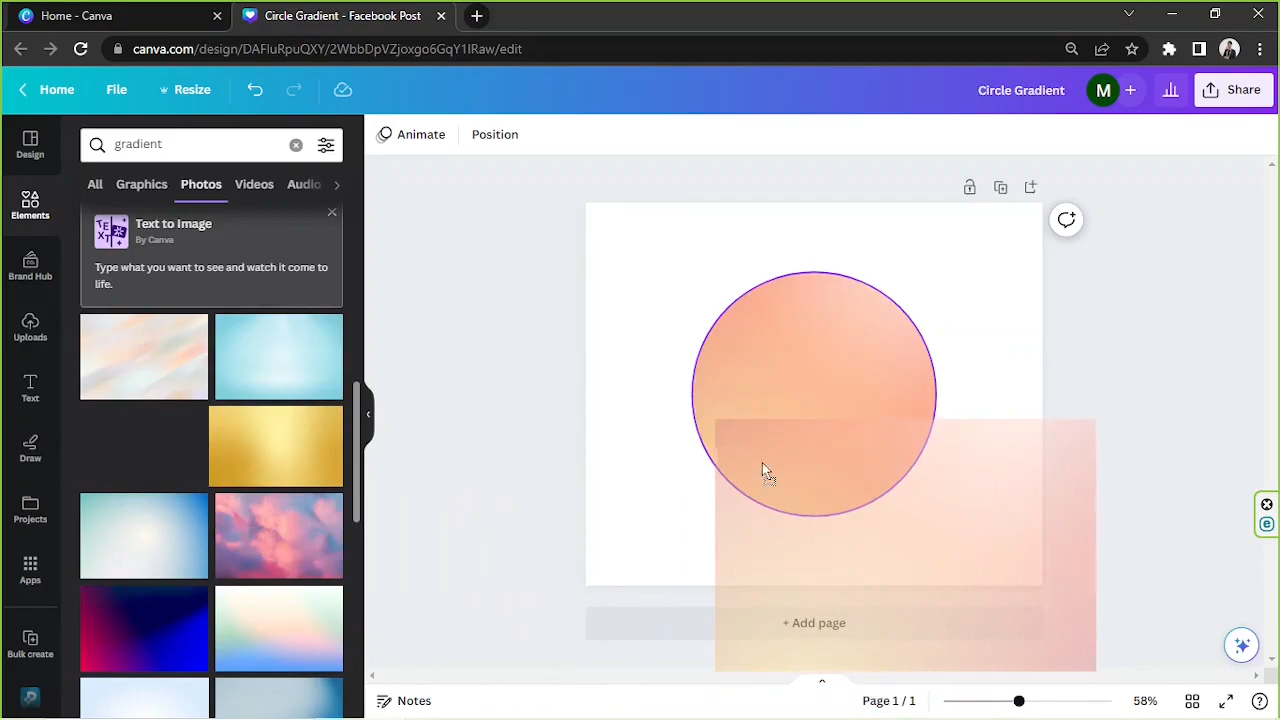 Home - Canva
Circle Gradient - Facebook Post
canva.com/design/DAFluRpuQXY/2WbbDpVZjoxgo6GqY1lRaw/edit
Home
File
Resize
Circle Gradient
M
Share
Design
Elements
Brand Hub
Uploads
Text
Draw
Projects
Apps
Bulk create
gradient
All
Graphics
Photos
Videos
Audio
Text to Image
By Canva
Type what you want to see and watch it come to
life.
Animate
Position
+ Add page
Notes
Page 1 / 1
58%